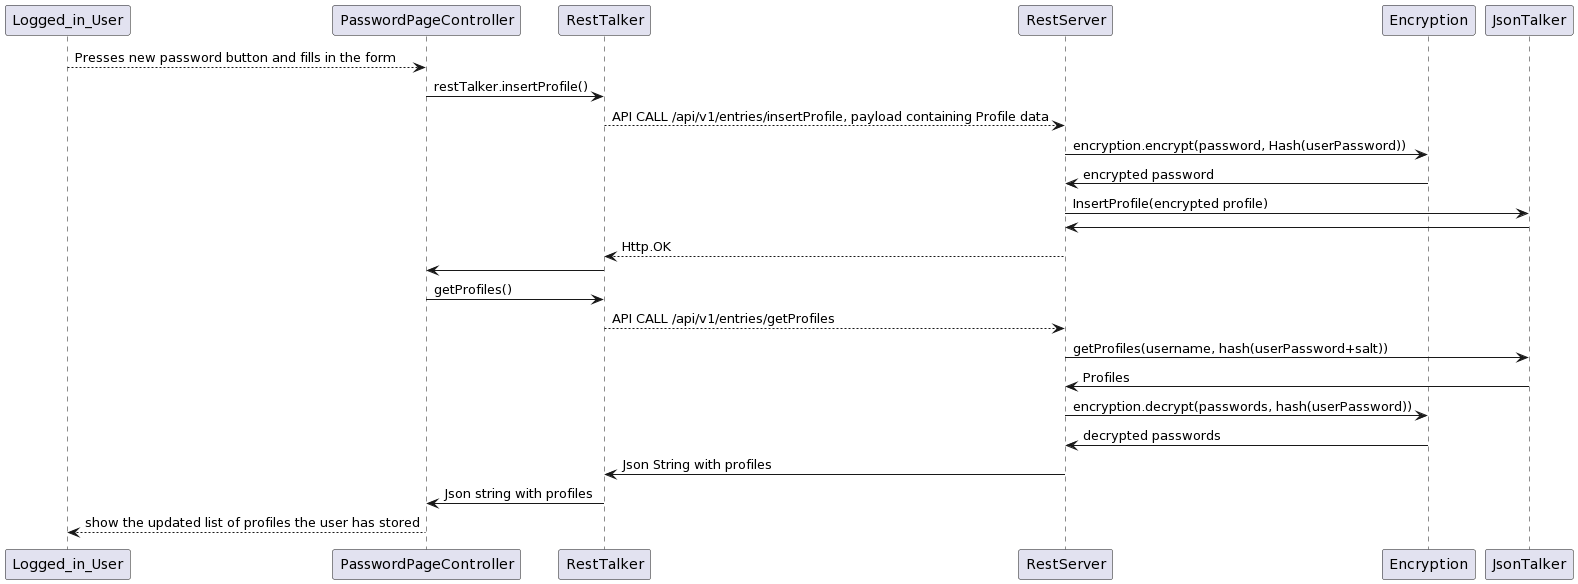 Logged_in_User
PasswordPageController
RestTalker
RestServer
Encryption
JsonTalker
Presses new password button and fills in the form
restTalker.insertProfile()
API CALL /api/v1/entries/insertProfile, payload containing Profile data
encryption.encrypt(password, Hash(userPassword))
encrypted password
InsertProfile(encrypted profile)
Http.OK
getProfiles()
API CALL /api/v1/entries/getProfiles
getProfiles(username, hash(userPassword+salt))
Profiles
encryption.decrypt(passwords, hash(userPassword))
decrypted passwords
Json String with profiles
Json string with profiles
show the updated list of profiles the user has stored
Logged_in_User
PasswordPageController
RestTalker
RestServer
Encryption
JsonTalker